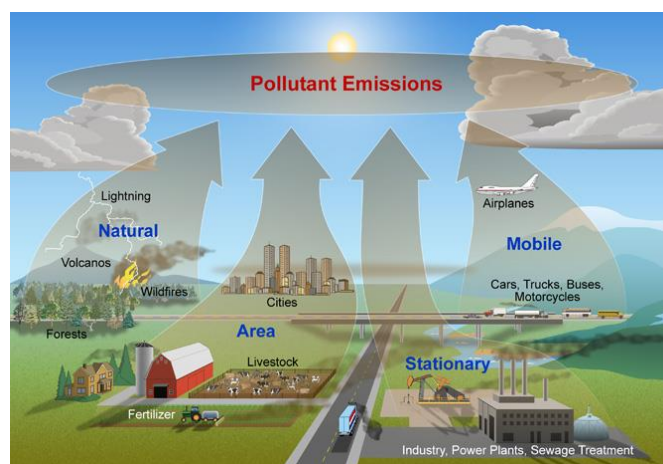 Pollutant Emissions
Lightning
Natural
Volcanos
Wildfires
Forests
Airplanes
Mobile
Cars, Trucks, Buses,
Motorcycles
Cities
Area
Livestock
Fertilizer
Stationary
Industry, Power Plants, Sewage Treatment